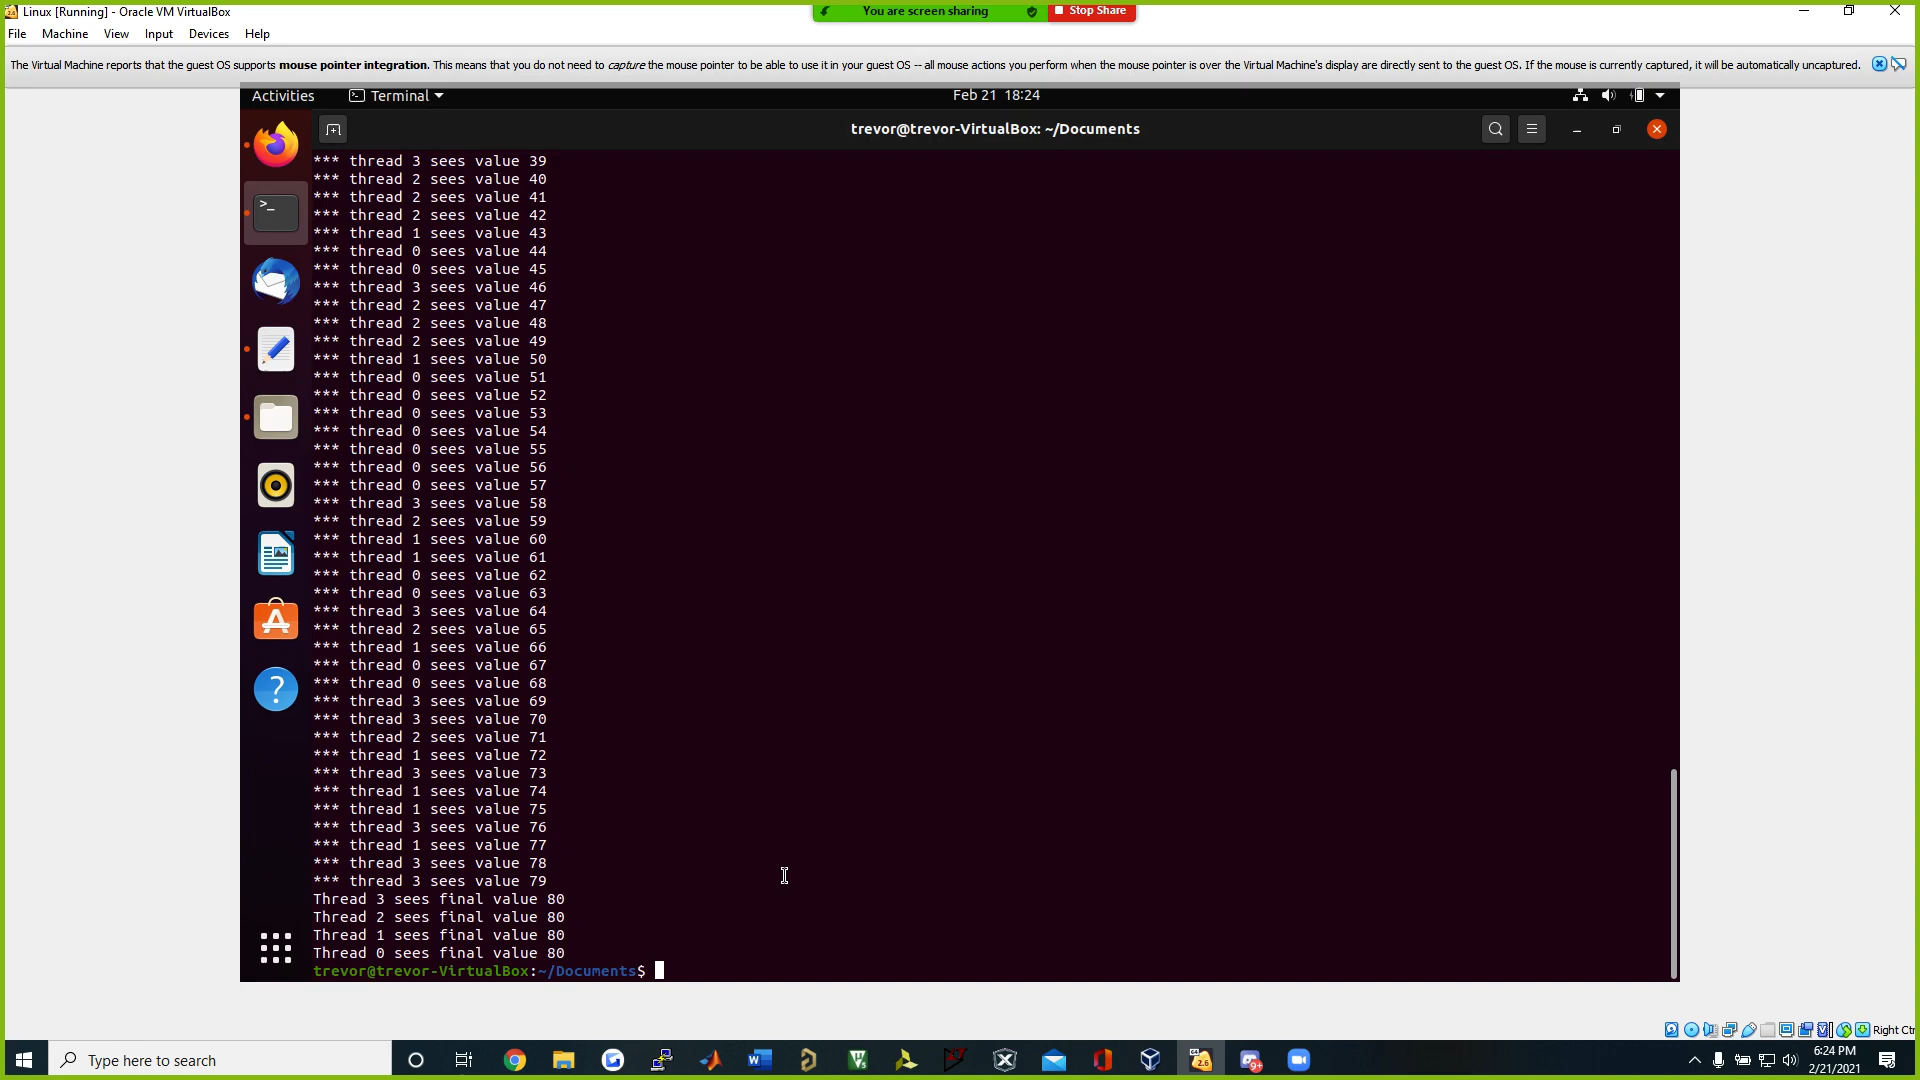 Linux [Running] - Oracle VM VirtualBox
You are screen sharing
Stop Share
File Machine View Input Devices Help
The Virtual Machine reports that the guest OS supports mouse pointer integration. This means that you do not need to capture the mouse pointer to be able to use it in your guest OS -- all mouse actions you perform when the mouse pointer is over the Virtual Machine's display are directly sent to the guest OS. If the mouse is currently captured, it will be automatically uncaptured.
Activities Terminal Feb 21 18:24
trevor@trevor-VirtualBox: ~/Documents
*** thread 3 sees value 39
*** thread 2 sees value 40
*** thread 2 sees value 41
*** thread 2 sees value 42
*** thread 1 sees value 43
*** thread 0 sees value 44
*** thread 0 sees value 45
*** thread 3 sees value 46
*** thread 2 sees value 47
*** thread 2 sees value 48
*** thread 2 sees value 49
*** thread 1 sees value 50
*** thread 0 sees value 51
*** thread 0 sees value 52
*** thread 0 sees value 53
*** thread 0 sees value 54
*** thread 0 sees value 55
*** thread 0 sees value 56
*** thread 0 sees value 57
*** thread 3 sees value 58
*** thread 2 sees value 59
*** thread 1 sees value 60
*** thread 1 sees value 61
*** thread 0 sees value 62
*** thread 0 sees value 63
*** thread 3 sees value 64
*** thread 2 sees value 65
*** thread 1 sees value 66
*** thread 0 sees value 67
*** thread 0 sees value 68
*** thread 3 sees value 69
*** thread 3 sees value 70
*** thread 2 sees value 71
*** thread 1 sees value 72
*** thread 3 sees value 73
*** thread 1 sees value 74
*** thread 1 sees value 75
*** thread 3 sees value 76
*** thread 1 sees value 77
*** thread 3 sees value 78
*** thread 3 sees value 79
Thread 3 sees final value 80
Thread 2 sees final value 80
Thread 1 sees final value 80
Thread 0 sees final value 80
trevor@trevor-VirtualBox:~/Documents$
Right Ctr
Type here to search
6:24 PM
2/21/2021